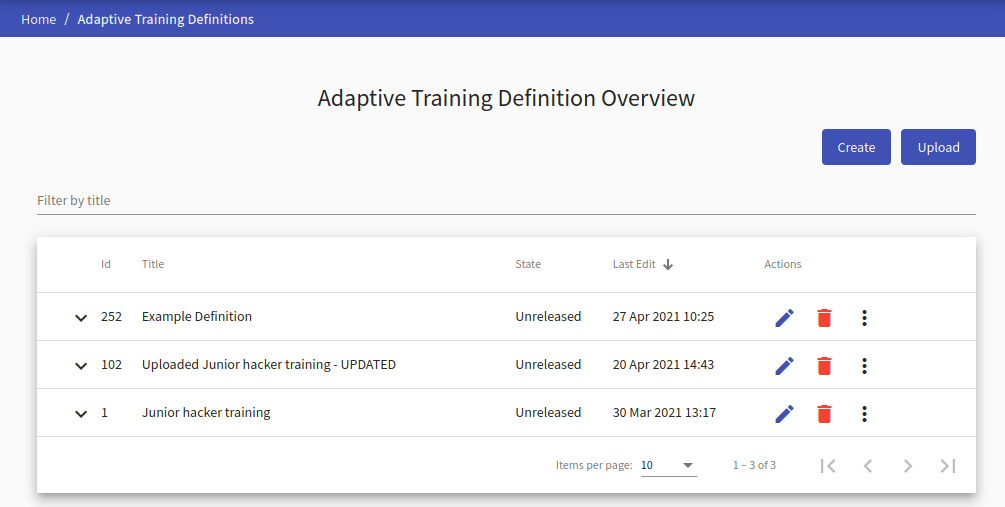 Home / Adaptive Training Definitions
Adaptive Training Definition Overview
Create Upload
Filter by title
Id Title State Last Edit Actions
252 Example Definition Unreleased 27 Apr 2021 10:25
102 Uploaded Junior hacker training - UPDATED Unreleased 20 Apr 2021 14:43
1 Junior hacker training Unreleased 30 Mar 2021 13:17
Items per page: 10 1 – 3 of 3